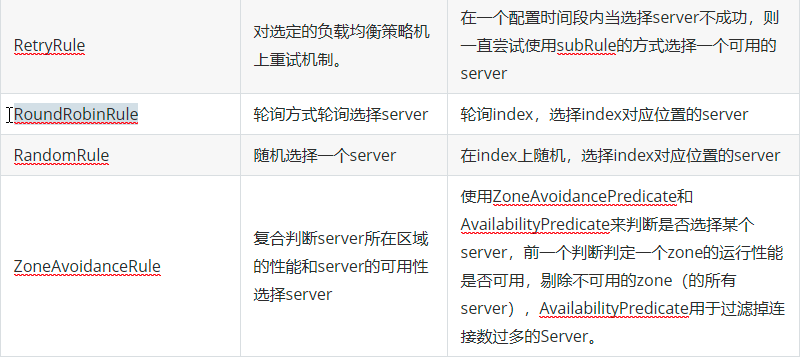 RetryRule
对选定的负载均衡策略机
上重试机制。
在一个配置时间段内当选择server不成功，则
一直尝试使用subRule的方式选择一个可用的
server
RoundRobinRule
轮询方式轮询选择server
轮询index，选择index对应位置的server
RandomRule
随机选择一个server
在index上随机，选择index对应位置的server
ZoneAvoidanceRule
复合判断server所在区域
的性能和server的可用性
选择server
使用ZoneAvoidancePredicate和
AvailabilityPredicate来判断是否选择某个
server，前一个判断判定一个zone的运行性能
是否可用，剔除不可用的zone（的所有
server），AvailabilityPredicate用于过滤掉连
接数过多的Server。